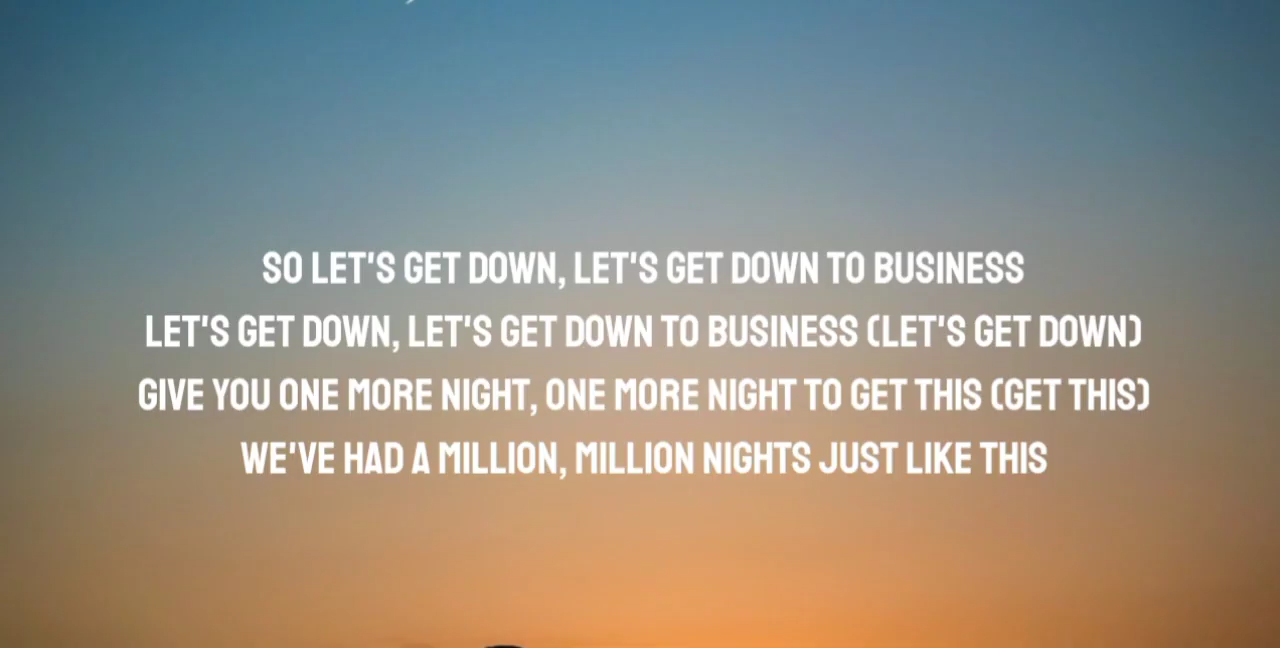 SO LET'S GET DOWN, LET'S GET DOWN TO BUSINESS
LET'S GET DOWN, LET'S GET DOWN TO BUSINESS (LET'S GET DOWN)
GIVE YOU ONE MORE NIGHT, ONE MORE NIGHT TO GET THIS (GET THIS)
WE'VE HAD A MILLION, MILLION NIGHTS JUST LIKE THIS